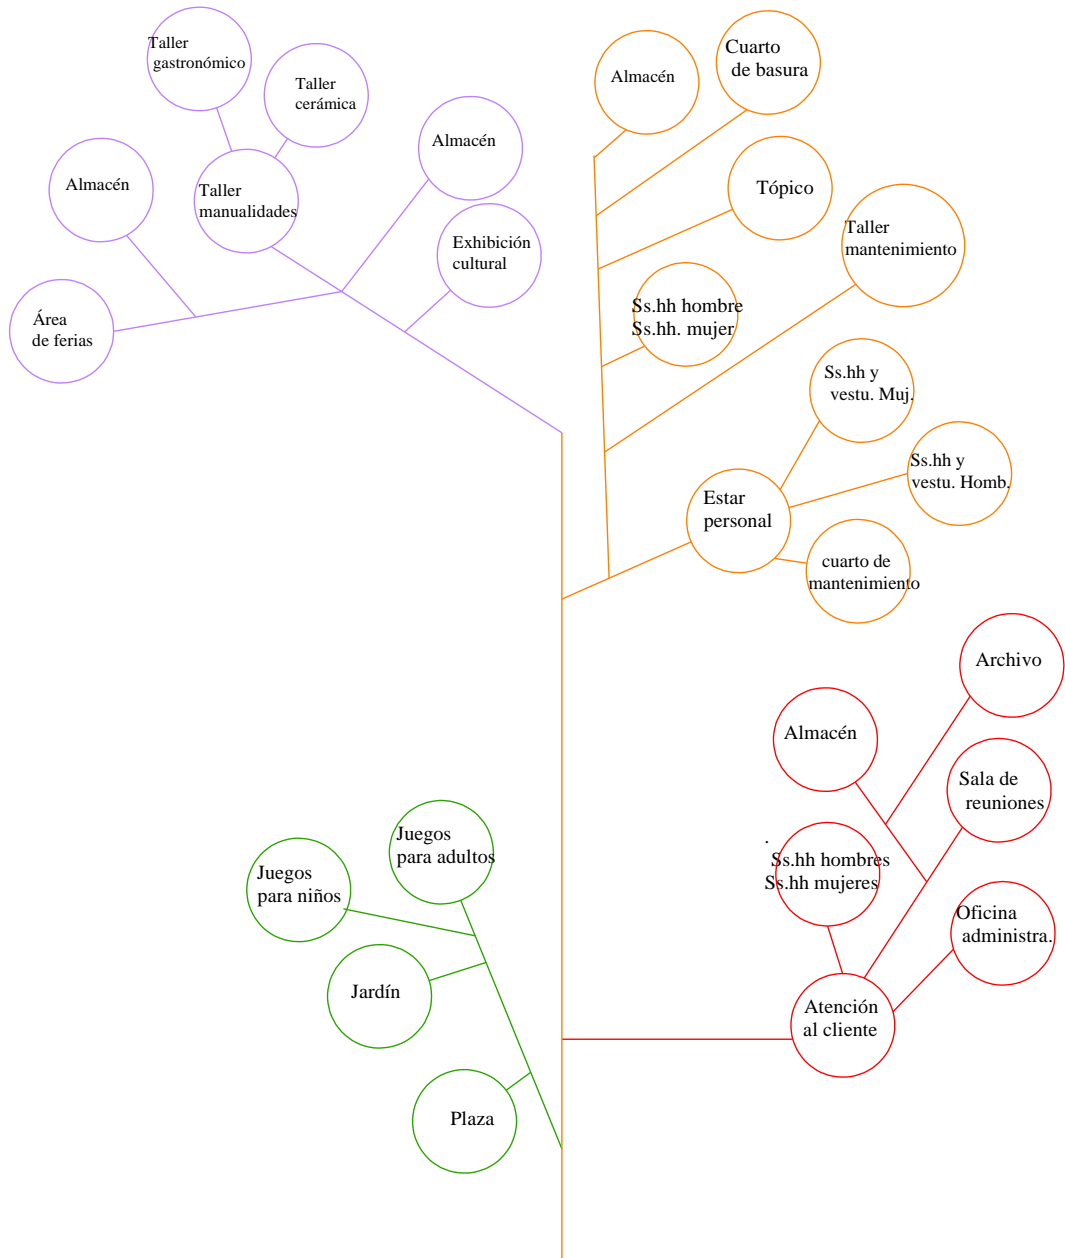 Taller
gastronómico
Taller
cerámica
Almacén
Almacén
Taller
manualidades
Exhibición
cultural
Área
de ferias
Almacén
Cuarto
de basura
Tópico
Taller
mantenimiento
Ss.hh hombre
Ss.hh. mujer
Ss.hh y
vestu. Muj.
Ss.hh y
vestu. Homb.
Estar
personal
cuarto de
mantenimiento
Archivo
Almacén
Sala de
reuniones
.
Ss.hh hombres
Ss.hh mujeres
Oficina
administra.
Atención
al cliente
Juegos
para adultos
Juegos
para niños
Jardín
Plaza